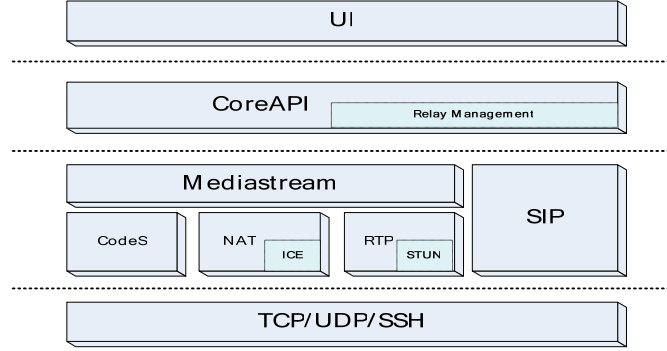 UI
CoreAPI
Relay Management
Mediastream
SIP
CodeS
NAT
ICE
RTP
STUN
TCP/UDP/SSH